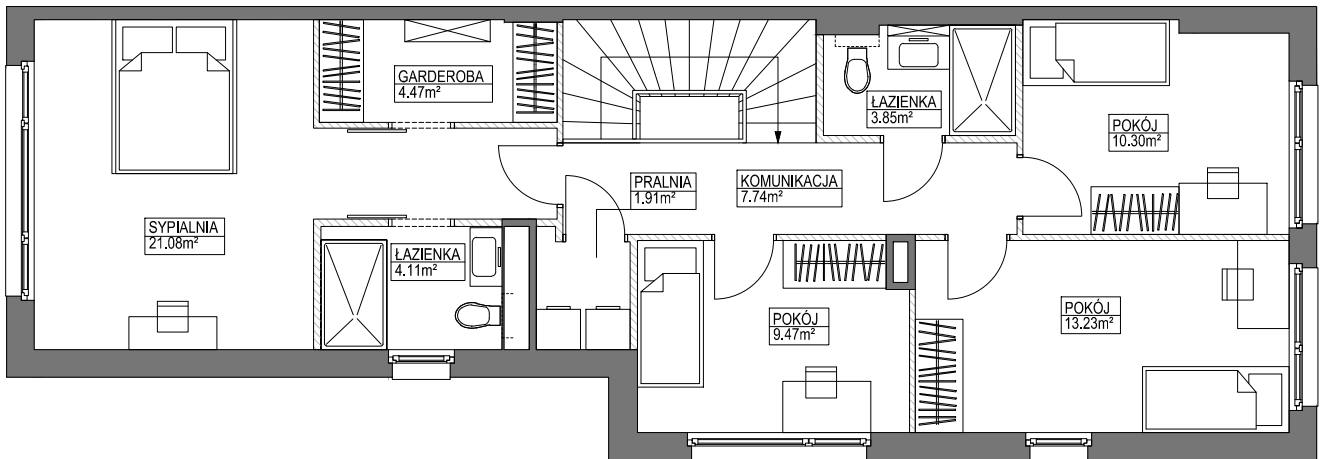 GARDEROBA
4.47m²
ŁAZIENKA
3.85m²
POKÓJ
10.30m²
PRALNIA
1.91m²
KOMUNIKACJA
7.74m²
SYPIALNIA
21.08m²
ŁAZIENKA
4.11m²
POKÓJ
9.47m²
POKÓJ
13.23m²